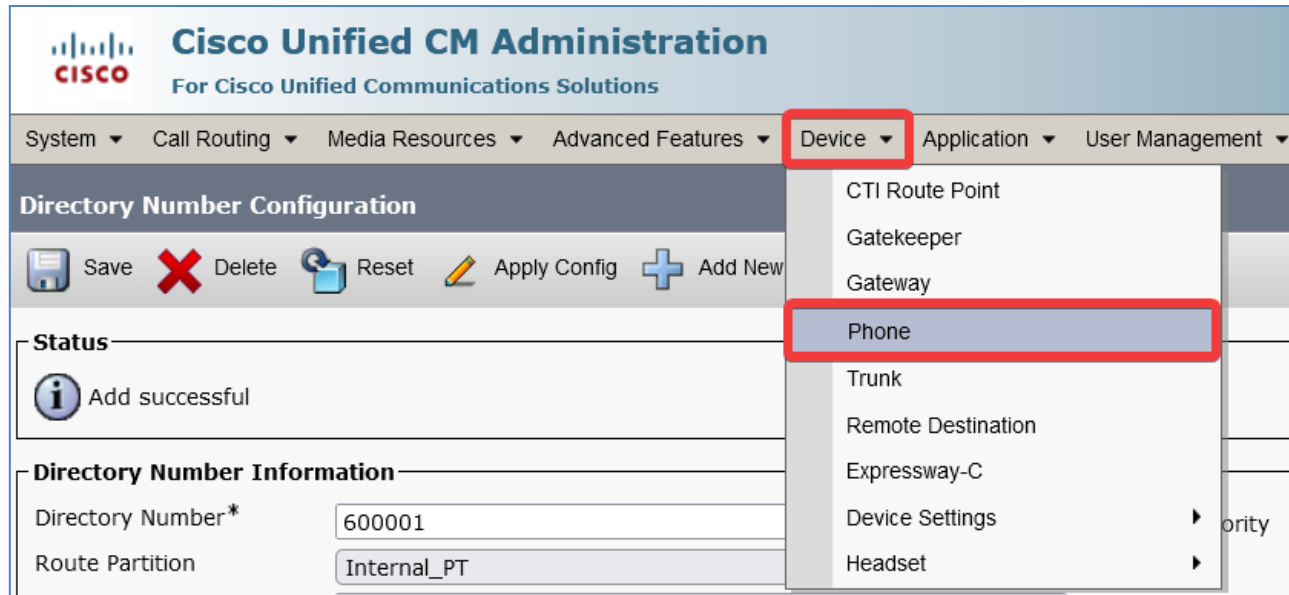 CISCO
Cisco Unified CM Administration
For Cisco Unified Communications Solutions
System Call Routing Media Resources Advanced Features Device Application User Management
Directory Number Configuration
Save Delete Reset Apply Config Add New
CTI Route Point
Gatekeeper
Gateway
Phone
Trunk
Remote Destination
Expressway-C
Device Settings
Headset
Status
Add successful
Directory Number Information
Directory Number* 600001
Route Partition Internal_PT